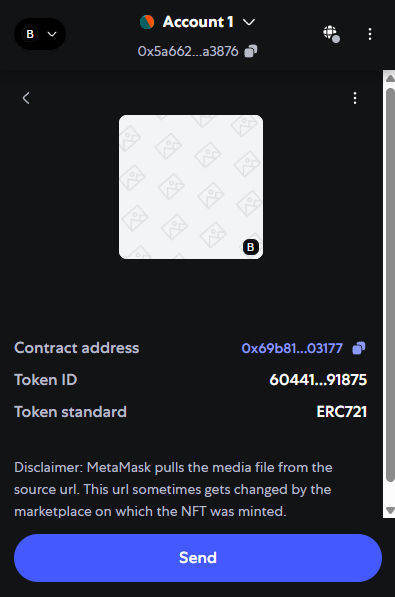 B
Account 1
0x5a662...a3876
B
Contract address 0x69b81...03177
Token ID 60441...91875
Token standard ERC721
Disclaimer: MetaMask pulls the media file from the
source url. This url sometimes gets changed by the
marketplace on which the NFT was minted.
Send